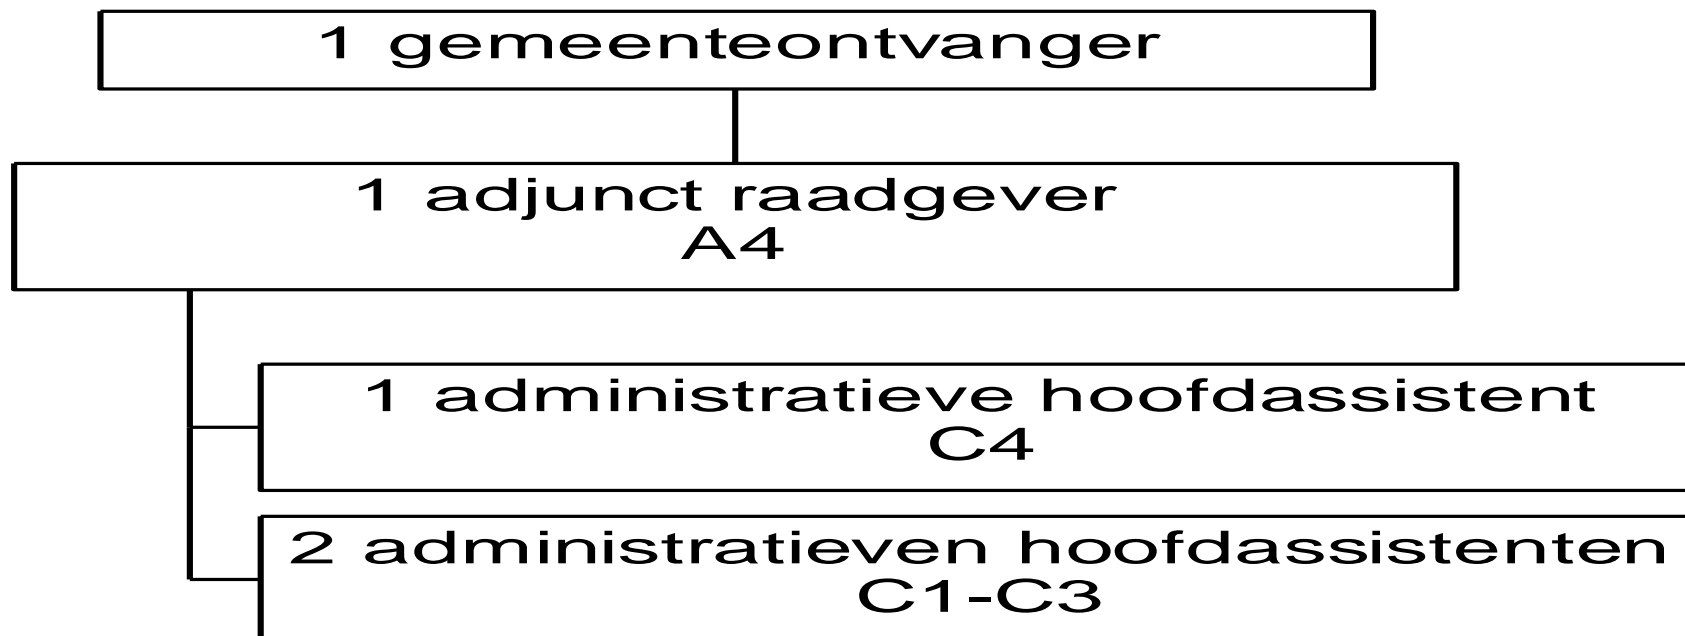 1 gemeenteontvanger
1 adjunct raadgever
A4
1 administratieve hoofdassistent
C4
2 administratieven hoofdassistenten
C1-C3